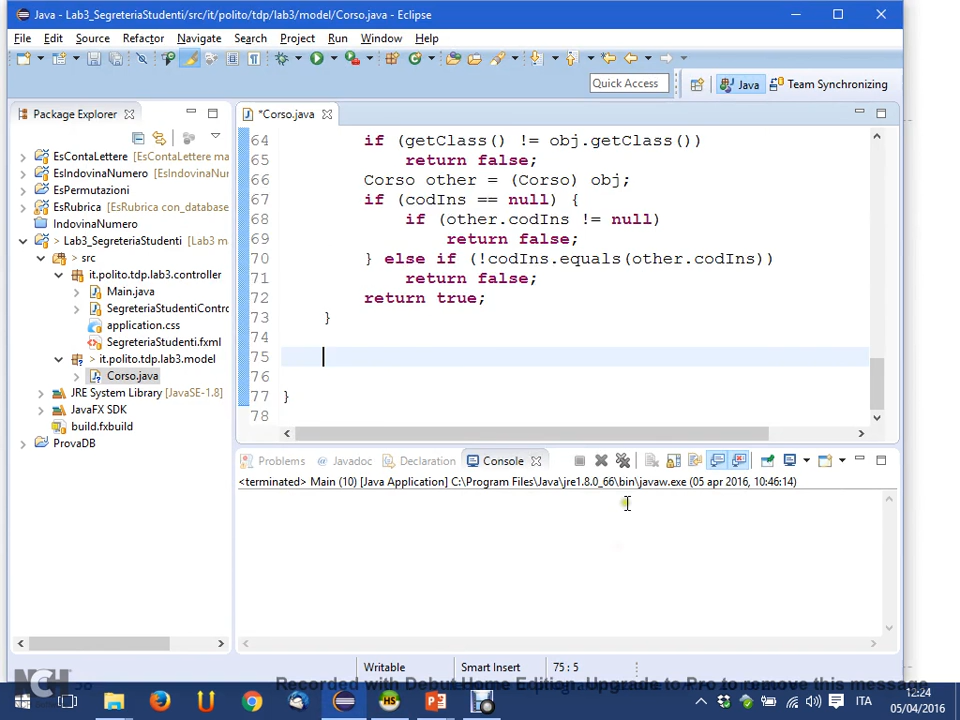 Java - Lab3_SegreteriaStudenti/src/it/polito/tdp/lab3/model/Corso.java - Eclipse
File Edit Source Refactor Navigate Search Project Run Window Help
Quick Access
Java
Team Synchronizing
Package Explorer
EsContaLettere [EsContaLettere ma
EsIndovinaNumero [EsIndovinaNum
EsPermutazioni
EsRubrica [EsRubrica con_database
IndovinaNumero
> Lab3_SegreteriaStudenti [Lab3 m
> src
it.polito.tdp.lab3.controller
Main.java
SegreteriaStudentiContro
application.css
SegreteriaStudenti.fxml
> it.polito.tdp.lab3.model
Corso.java
JRE System Library [JavaSE-1.8]
JavaFX SDK
build.fxbuild
ProvaDB
*Corso.java
64 if (getClass() != obj.getClass())
65 return false;
66 Corso other = (Corso) obj;
67 if (codIns == null) {
68 if (other.codIns != null)
69 return false;
70 } else if (!codIns.equals(other.codIns))
71 return false;
72 return true;
73 }
74
75
76
77 }
78
Problems @ Javadoc Declaration Console
<terminated> Main (10) [Java Application] C:\Program Files\Java\jre1.8.0_66\bin\javaw.exe (05 apr 2016, 10:46:14)
Writable Smart Insert 75 : 5
NCH
Recorded with Debut Home Edition. Upgrade to Pro to remove this message
ITA
12:24
05/04/2016